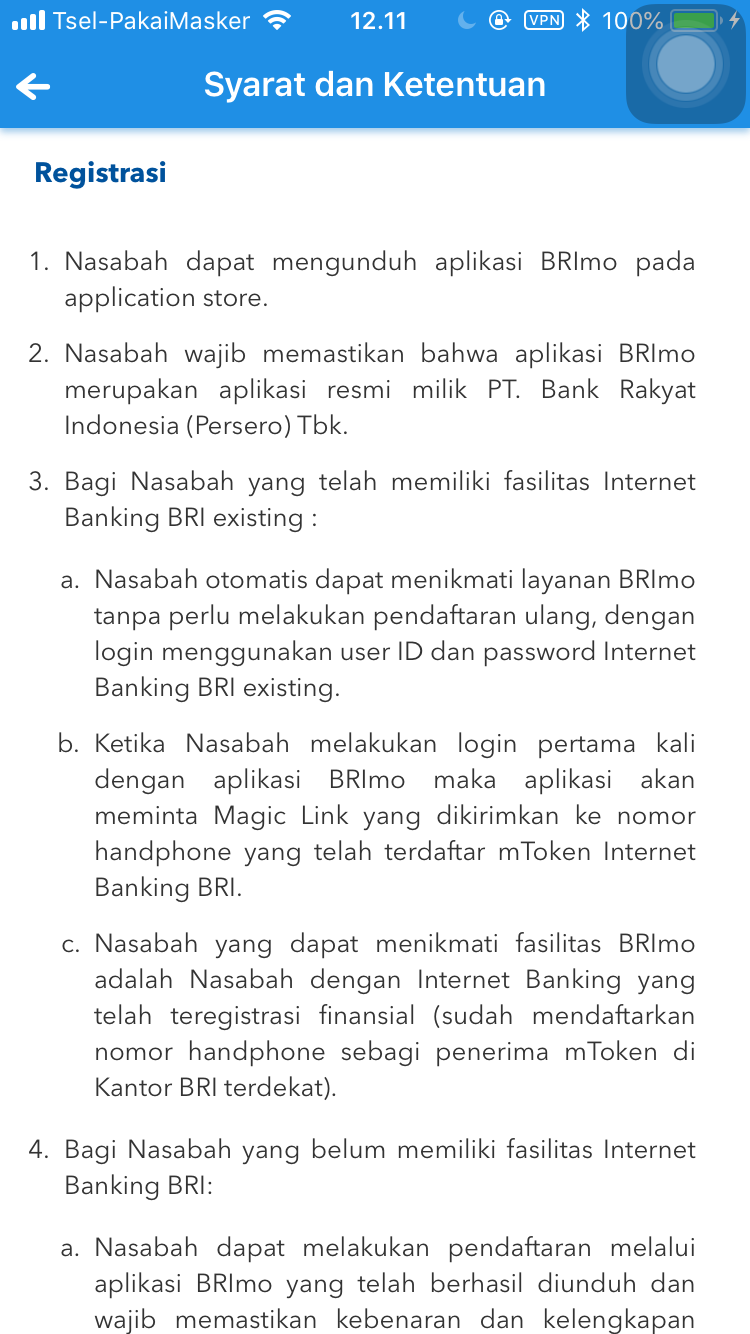 Tsel-PakaiMasker 12.11 VPN 100%
Syarat dan Ketentuan
Registrasi
1. Nasabah dapat mengunduh aplikasi BRImo pada
application store.
2. Nasabah wajib memastikan bahwa aplikasi BRImo
merupakan aplikasi resmi milik PT. Bank Rakyat
Indonesia (Persero) Tbk.
3. Bagi Nasabah yang telah memiliki fasilitas Internet
Banking BRI existing :
a. Nasabah otomatis dapat menikmati layanan BRImo
tanpa perlu melakukan pendaftaran ulang, dengan
login menggunakan user ID dan password Internet
Banking BRI existing.
b. Ketika Nasabah melakukan login pertama kali
dengan aplikasi BRImo maka aplikasi akan
meminta Magic Link yang dikirimkan ke nomor
handphone yang telah terdaftar mToken Internet
Banking BRI.
c. Nasabah yang dapat menikmati fasilitas BRImo
adalah Nasabah dengan Internet Banking yang
telah teregistrasi finansial (sudah mendaftarkan
nomor handphone sebagi penerima mToken di
Kantor BRI terdekat).
4. Bagi Nasabah yang belum memiliki fasilitas Internet
Banking BRI:
a. Nasabah dapat melakukan pendaftaran melalui
aplikasi BRImo yang telah berhasil diunduh dan
wajib memastikan kebenaran dan kelengkapan